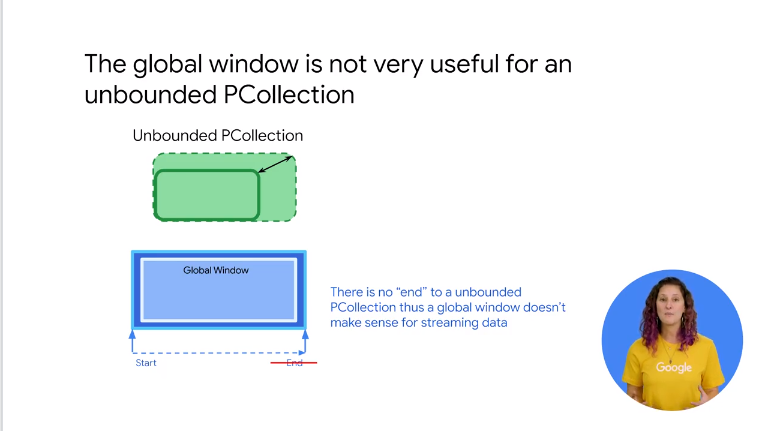 The global window is not very useful for an
unbounded PCollection
Unbounded PCollection
Global Window
There is no “end” to a unbounded
PCollection thus a global window doesn’t
make sense for streaming data
Start
End
Google